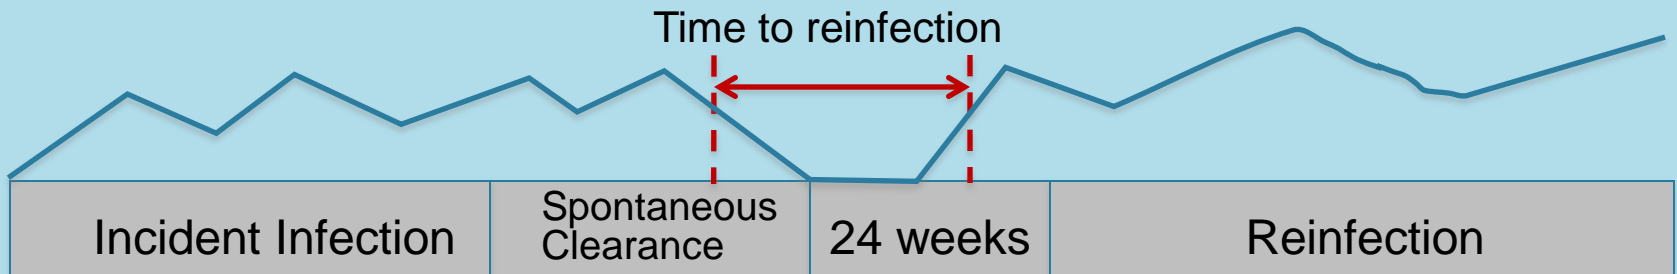 Time to reinfection
Incident Infection
Spontaneous
Clearance
24 weeks
Reinfection